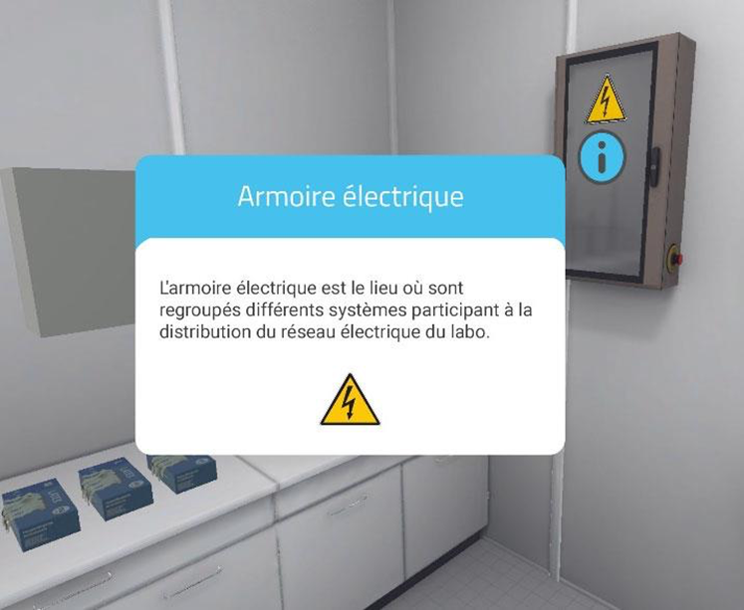 Armoire électrique
L'armoire électrique est le lieu où sont
regroupés différents systèmes participant à la
distribution du réseau électrique du labo.